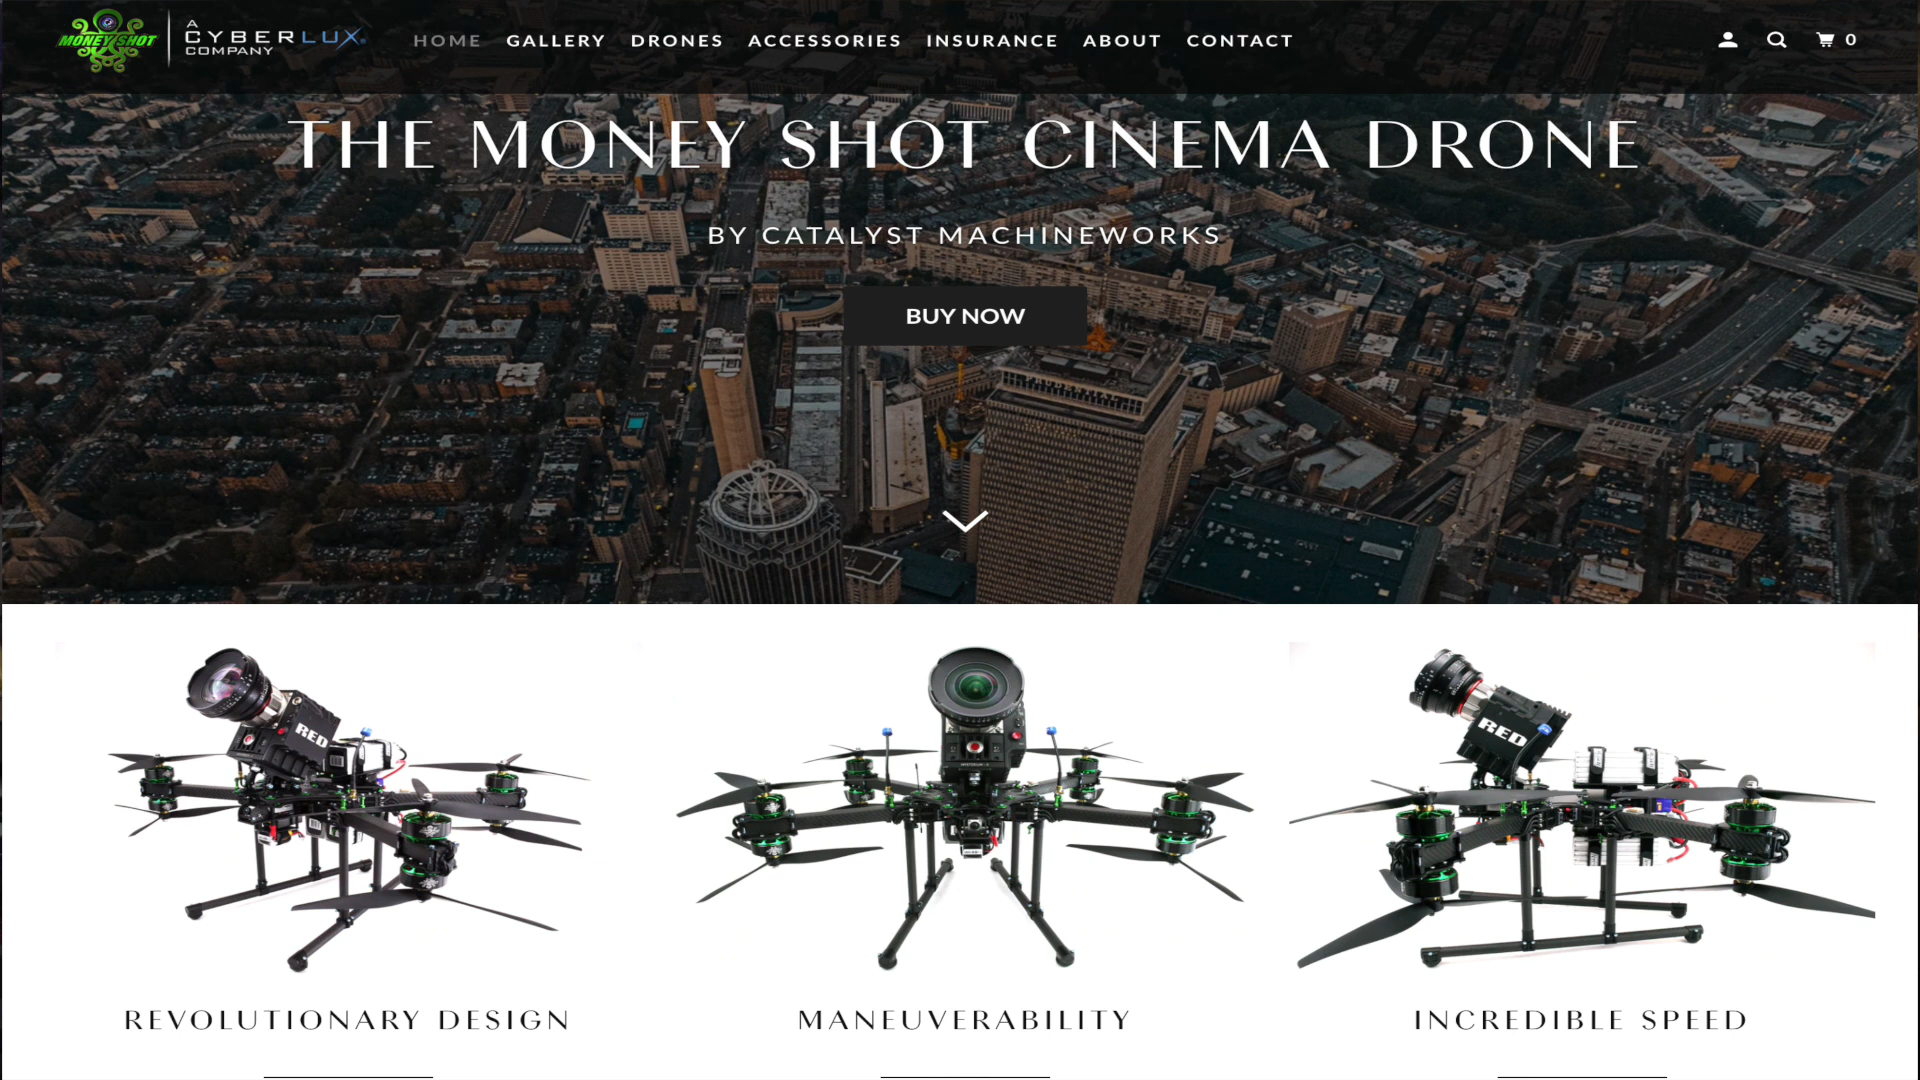 MONEY SHOT
A
CYBERLUX
COMPANY
HOME GALLERY DRONES ACCESSORIES INSURANCE ABOUT CONTACT
0
THE MONEY SHOT CINEMA DRONE
BY CATALYST MACHINEWORKS
BUY NOW
RED
RED
REVOLUTIONARY DESIGN
MANEUVERABILITY
INCREDIBLE SPEED